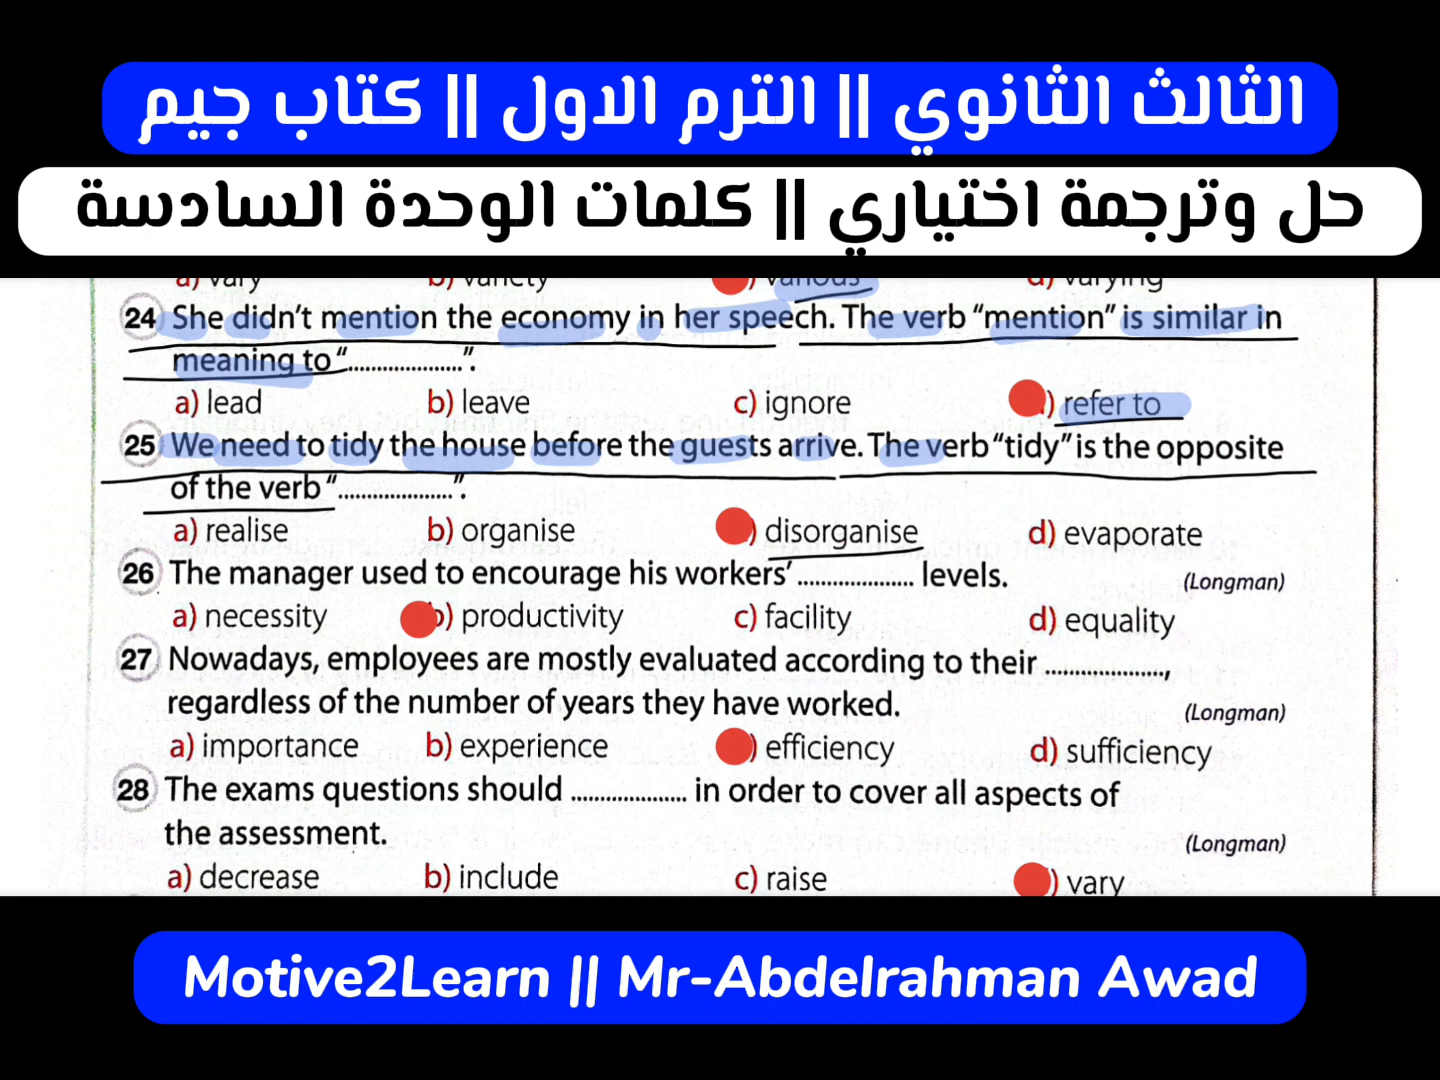 الثالث الثانوي || الترم الاول || كتاب جيم
حل وترجمة اختياري || كلمات الوحدة السادسة
a) vary b) variety ) various d) varying
24 She didn't mention the economy in her speech. The verb "mention" is similar in
meaning to "....................".
a) lead b) leave c) ignore ) refer to
25 We need to tidy the house before the guests arrive. The verb "tidy" is the opposite
of the verb "....................".
a) realise b) organise ) disorganise d) evaporate
26 The manager used to encourage his workers' .................... levels. (Longman)
a) necessity b) productivity c) facility d) equality
27 Nowadays, employees are mostly evaluated according to their ....................,
regardless of the number of years they have worked. (Longman)
a) importance b) experience ) efficiency d) sufficiency
28 The exams questions should .................... in order to cover all aspects of
the assessment. (Longman)
a) decrease b) include c) raise ) vary
Motive2Learn || Mr-Abdelrahman Awad